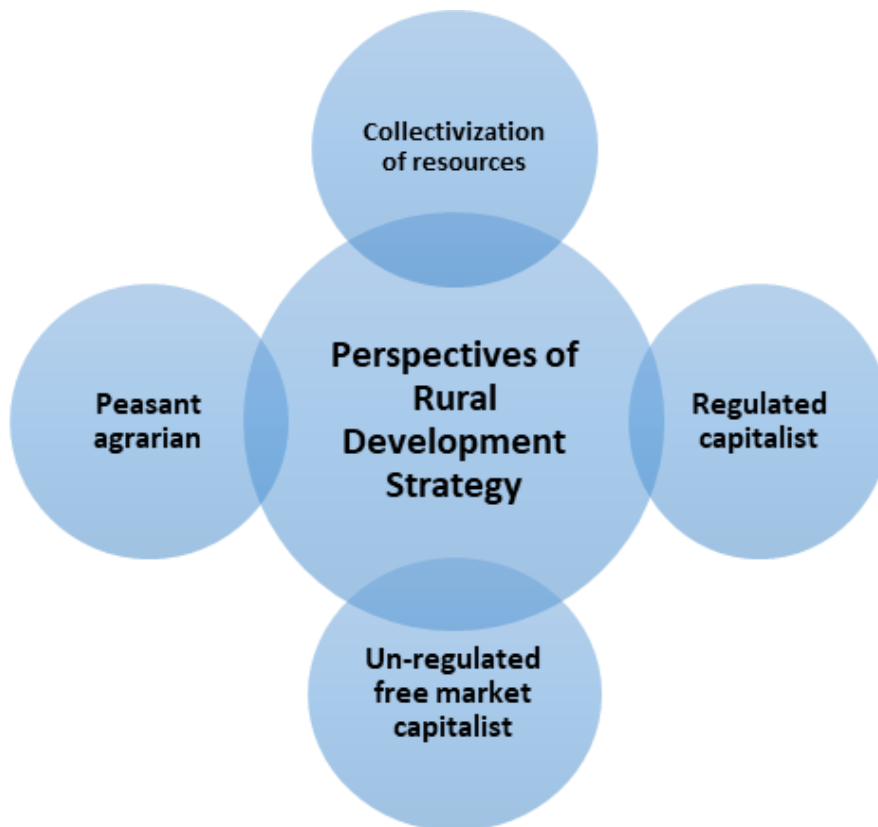 Collectivization
of resources
Peasant
agrarian
Perspectives of
Rural
Development
Strategy
Regulated
capitalist
Un-regulated
free market
capitalist